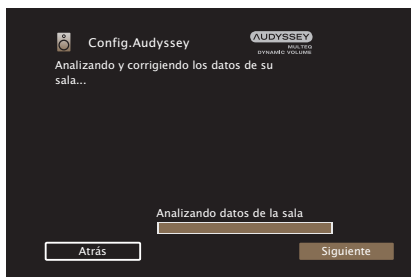 Config.Audyssey
AUDYSSEY
MULTEQ
DYNAMIC VOLUME
Analizando y corrigiendo los datos de su
sala...
Analizando datos de la sala
Atrás
Siguiente